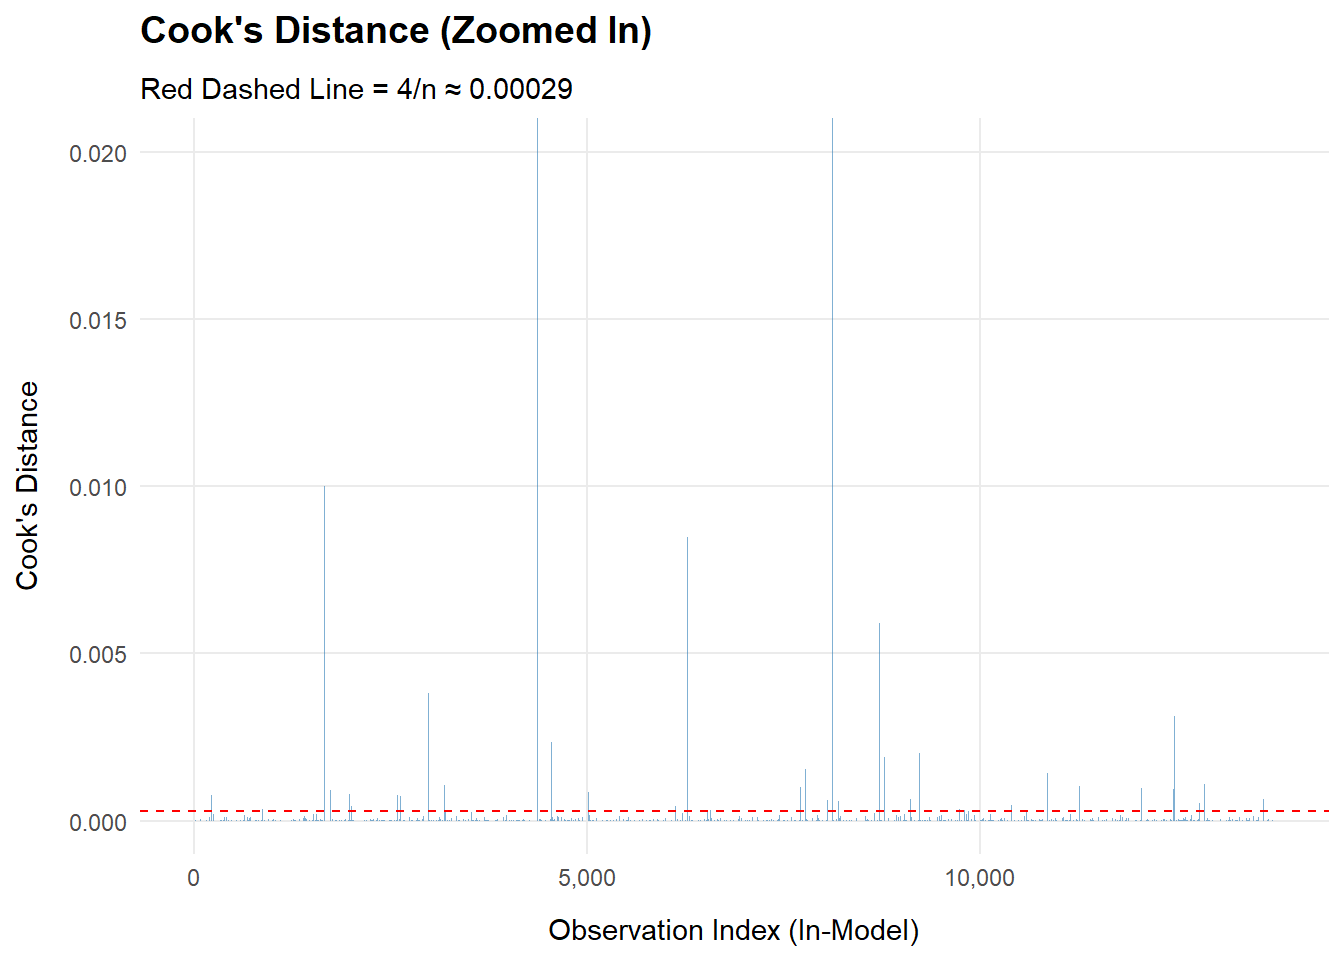 Cook's Distance (Zoomed In)
Red Dashed Line = 4/n ≈ 0.00029
0.020
0.015
0.010
0.005
0.000
Cook's Distance
0
5,000
10,000
Observation Index (In-Model)